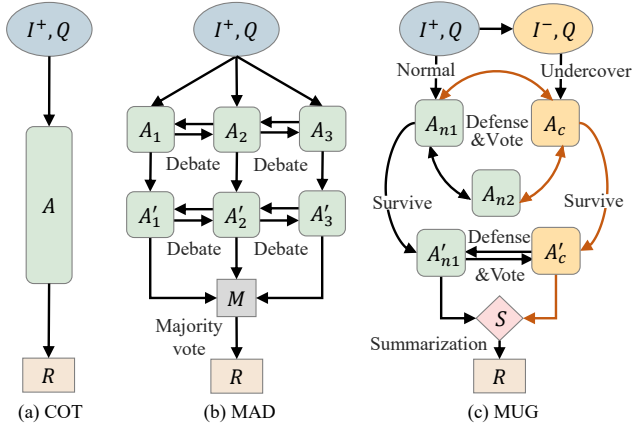 I⁺, Q
A
R
(a) COT
I⁺, Q
A₁ A₂ A₃
Debate Debate
A′₁ A′₂ A′₃
Debate Debate
M
Majority
vote
R
(b) MAD
I⁺, Q I⁻, Q
Normal Undercover
Aₙ₁ Defense A꜀
&Vote
Aₙ₂
Survive Survive
A′ₙ₁ Defense A′꜀
&Vote
S
Summarization
R
(c) MUG